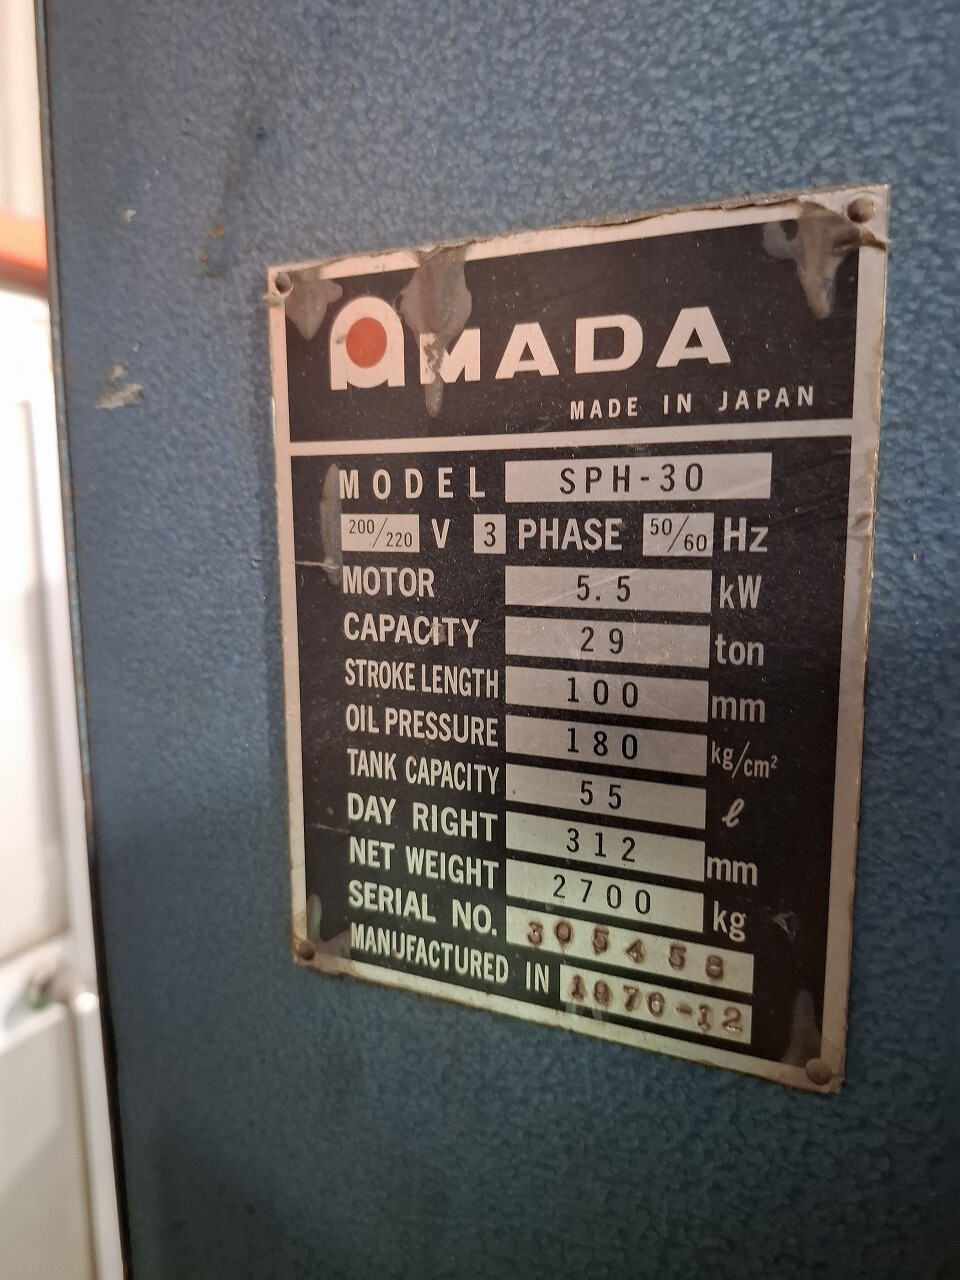 AMADA
MADE IN JAPAN
MODEL SPH-30
200/220 V 3 PHASE 50/60 Hz
MOTOR 5.5 kW
CAPACITY 29 ton
STROKE LENGTH 100 mm
OIL PRESSURE 180 kg/cm²
TANK CAPACITY 55 ℓ
DAY RIGHT 312 mm
NET WEIGHT 2700 kg
SERIAL NO. 305458
MANUFACTURED IN 1976-12